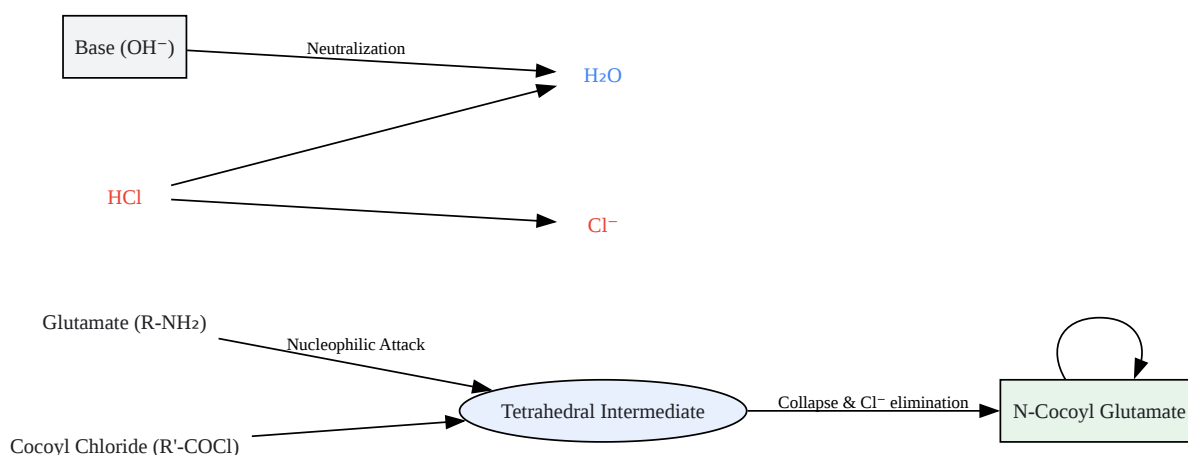 Base (OH⁻)
Neutralization
H₂O
HCl
Cl⁻
Glutamate (R-NH₂)
Nucleophilic Attack
Tetrahedral Intermediate
Collapse & Cl⁻ elimination
N-Cocoyl Glutamate
Cocoyl Chloride (R'-COCl)